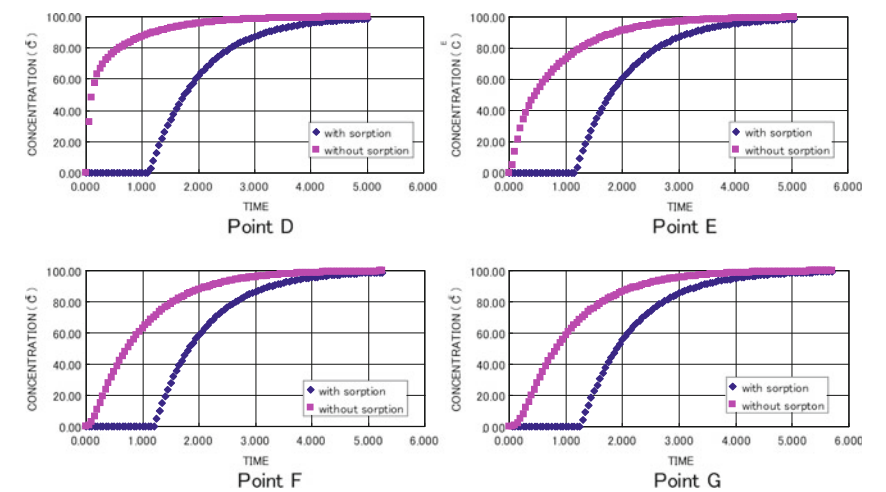 100.00
80.00
60.00
40.00
20.00
0.00
0.000 1.000 2.000 3.000 4.000 5.000 6.000
CONCENTRATION ( C )
with sorption
without sorption
TIME
Point D
100.00
80.00
60.00
40.00
20.00
0.00
0.000 1.000 2.000 3.000 4.000 5.000 6.000
CONCENTRATION ( C )
E
with sorption
without sorption
TIME
Point E
100.00
80.00
60.00
40.00
20.00
0.00
0.000 1.000 2.000 3.000 4.000 5.000 6.000
CONCENTRATION ( C )
with sorption
without sorption
TIME
Point F
100.00
80.00
60.00
40.00
20.00
0.00
0.000 1.000 2.000 3.000 4.000 5.000 6.000
CONCENTRATION ( C )
with sorption
without sorpton
TIME
Point G